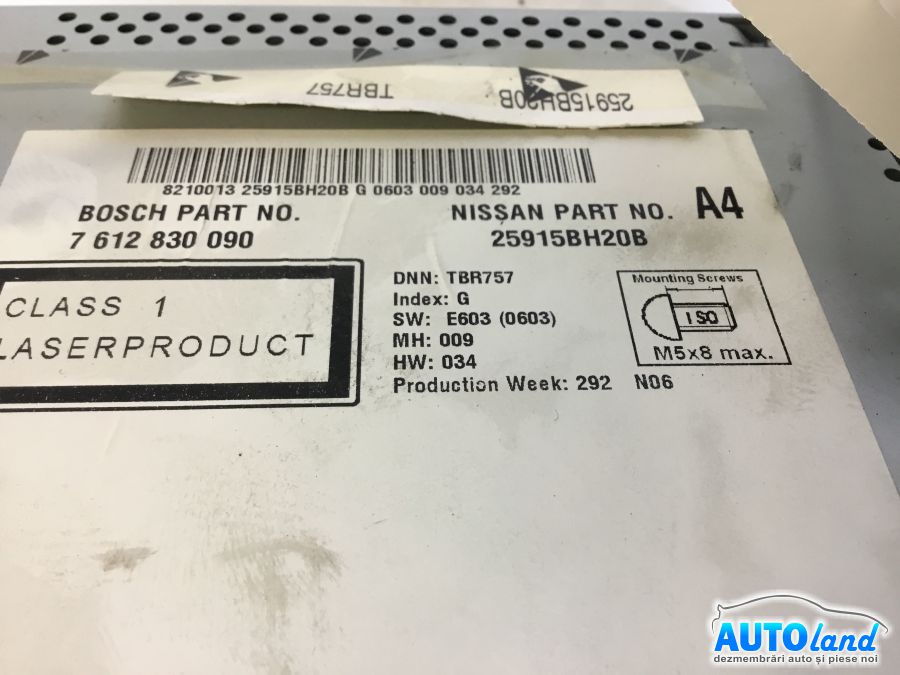 25915BH20B TBR757
8210013 25915BH20B G 0603 009 034 292
BOSCH PART NO.
7 612 830 090
NISSAN PART NO.
25915BH20B
A4
CLASS 1
LASERPRODUCT
DNN: TBR757
Index: G
SW: E603 (0603)
MH: 009
HW: 034
Production Week: 292 N06
Mounting Screws
ISO
M5x8 max.
AUTOland
dezmembrări auto și piese noi